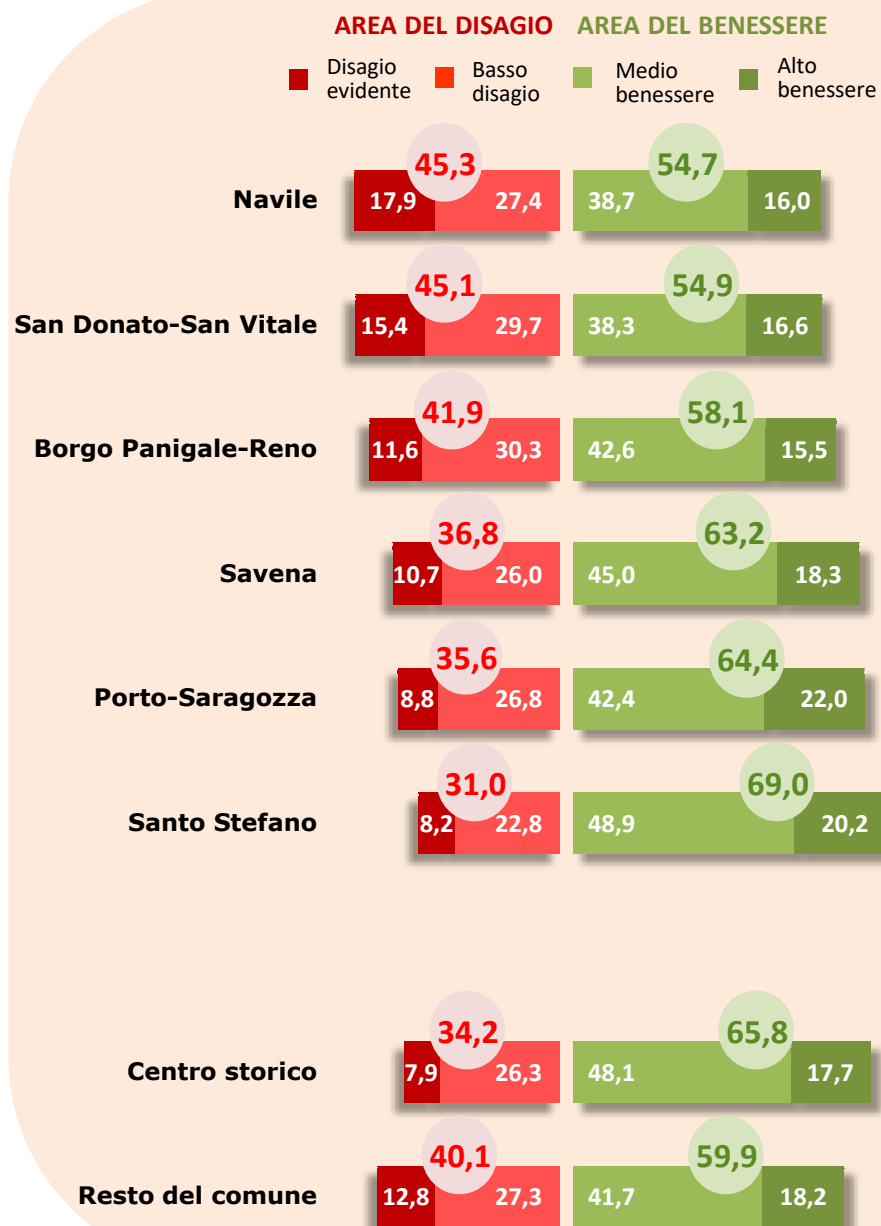 AREA DEL DISAGIO AREA DEL BENESSERE
Disagio evidente Basso disagio Medio benessere Alto benessere
45,3 54,7
Navile 17,9 27,4 38,7 16,0
45,1 54,9
San Donato-San Vitale 15,4 29,7 38,3 16,6
41,9 58,1
Borgo Panigale-Reno 11,6 30,3 42,6 15,5
36,8 63,2
Savena 10,7 26,0 45,0 18,3
35,6 64,4
Porto-Saragozza 8,8 26,8 42,4 22,0
31,0 69,0
Santo Stefano 8,2 22,8 48,9 20,2
34,2 65,8
Centro storico 7,9 26,3 48,1 17,7
40,1 59,9
Resto del comune 12,8 27,3 41,7 18,2